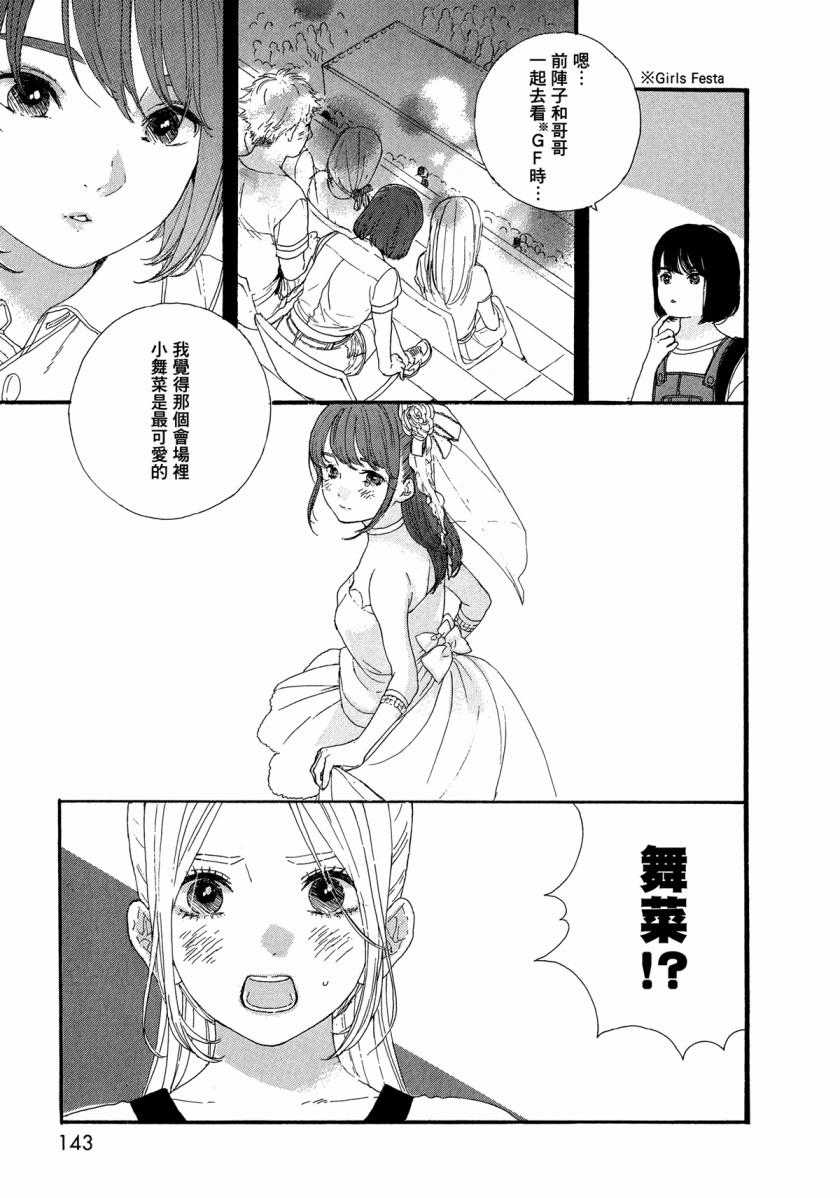 ※Girls Festa
嗯…
前陣子和哥哥
一起去看※GF時…
我覺得那個會場裡
小舞菜是最可愛的
舞菜!?
143